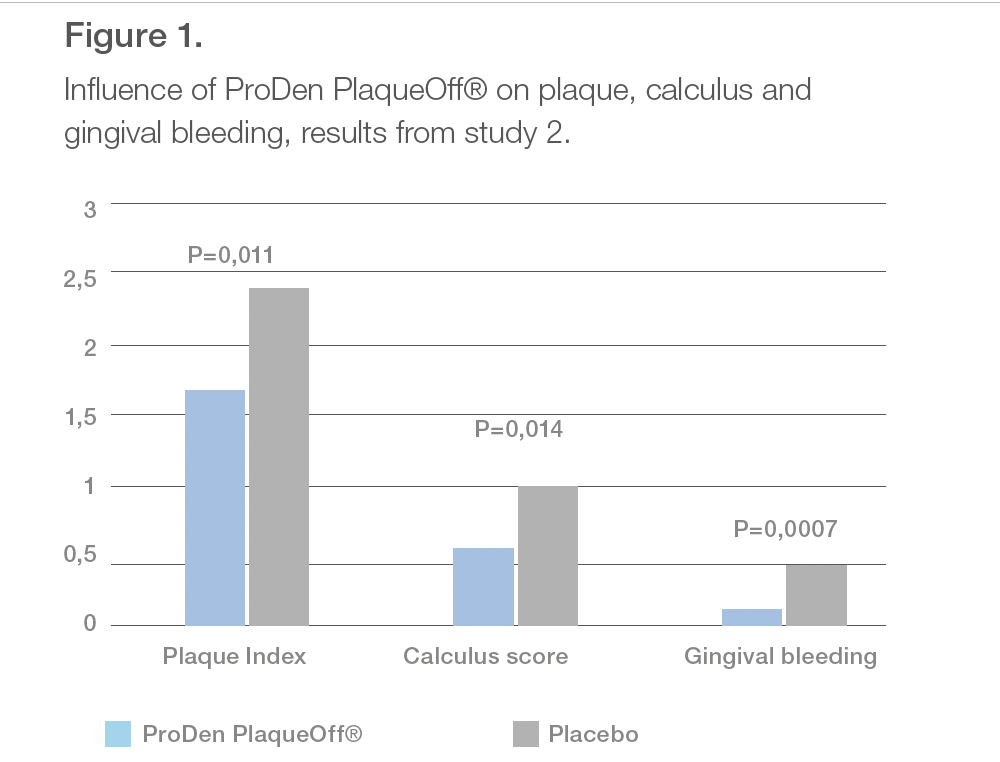 Figure 1.
Influence of ProDen PlaqueOff® on plaque, calculus and
gingival bleeding, results from study 2.
3
P=0,011
2,5
2
1,5
P=0,014
1
P=0,0007
0,5
0
Plaque Index
Calculus score
Gingival bleeding
ProDen PlaqueOff®
Placebo